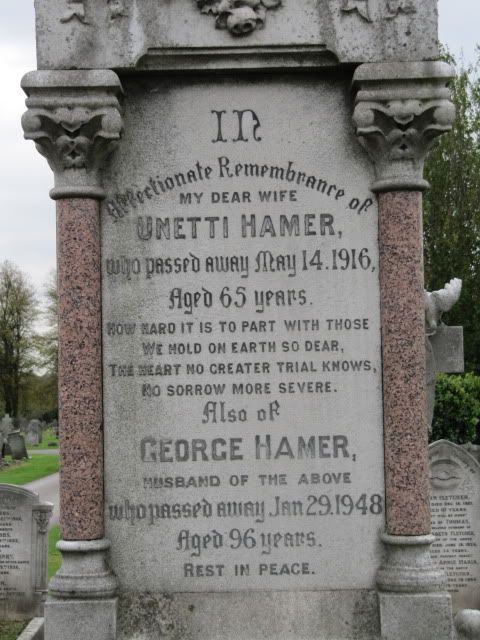 In
Affectionate Remembrance of
MY DEAR WIFE
UNETTI HAMER,
who passed away May 14. 1916,
Aged 65 years.
HOW HARD IT IS TO PART WITH THOSE
WE HOLD ON EARTH SO DEAR,
THE HEART NO GREATER TRIAL KNOWS,
NO SORROW MORE SEVERE.
Also of
GEORGE HAMER,
HUSBAND OF THE ABOVE
who passed away Jan 29. 1948
Aged 96 years.
REST IN PEACE.
FLETCHER,
THOMAS,
FLETCHER